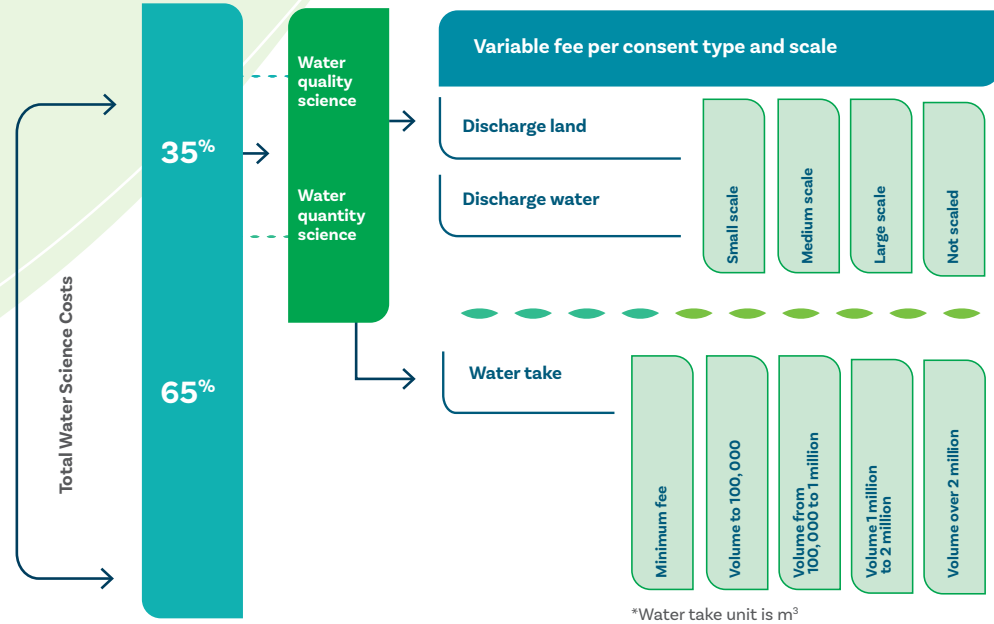 Total Water Science Costs
35%
65%
Water
quality
science
Water
quantity
science
Variable fee per consent type and scale
Discharge land
Discharge water
Small scale
Medium scale
Large scale
Not scaled
Water take
Minimum fee
Volume to 100, 000
Volume from
100, 000 to 1 million
Volume 1 million
to 2 million
Volume over 2 million
*Water take unit is m³